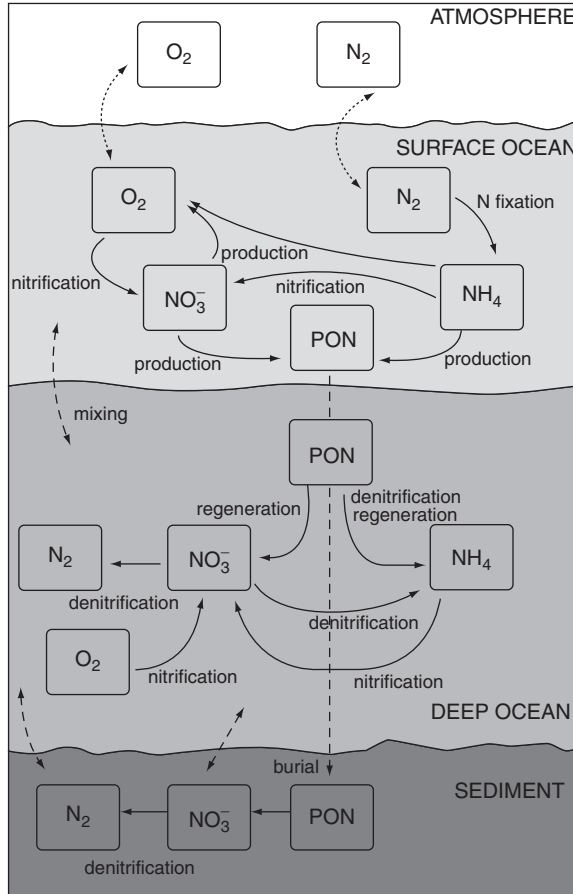 ATMOSPHERE
O₂
N₂
SURFACE OCEAN
O₂
N₂
N fixation
production
nitrification
nitrification
NO₃⁻
NH₄
PON
production
production
mixing
PON
regeneration
denitrification
regeneration
N₂
NO₃⁻
NH₄
denitrification
denitrification
O₂
nitrification
nitrification
DEEP OCEAN
burial
SEDIMENT
N₂
NO₃⁻
PON
denitrification